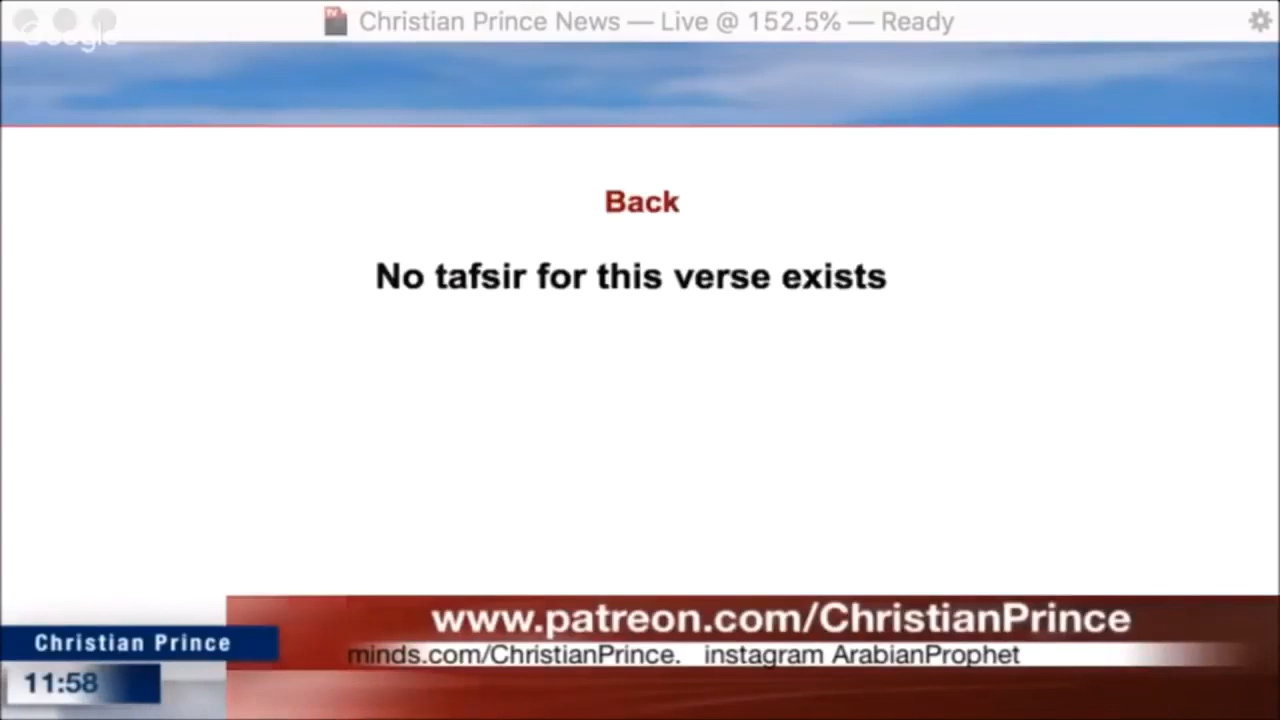 Christian Prince News — Live @ 152.5% — Ready
Google
Back
No tafsir for this verse exists
www.patreon.com/ChristianPrince
Christian Prince
minds.com/ChristianPrince. instagram ArabianProphet
11:58